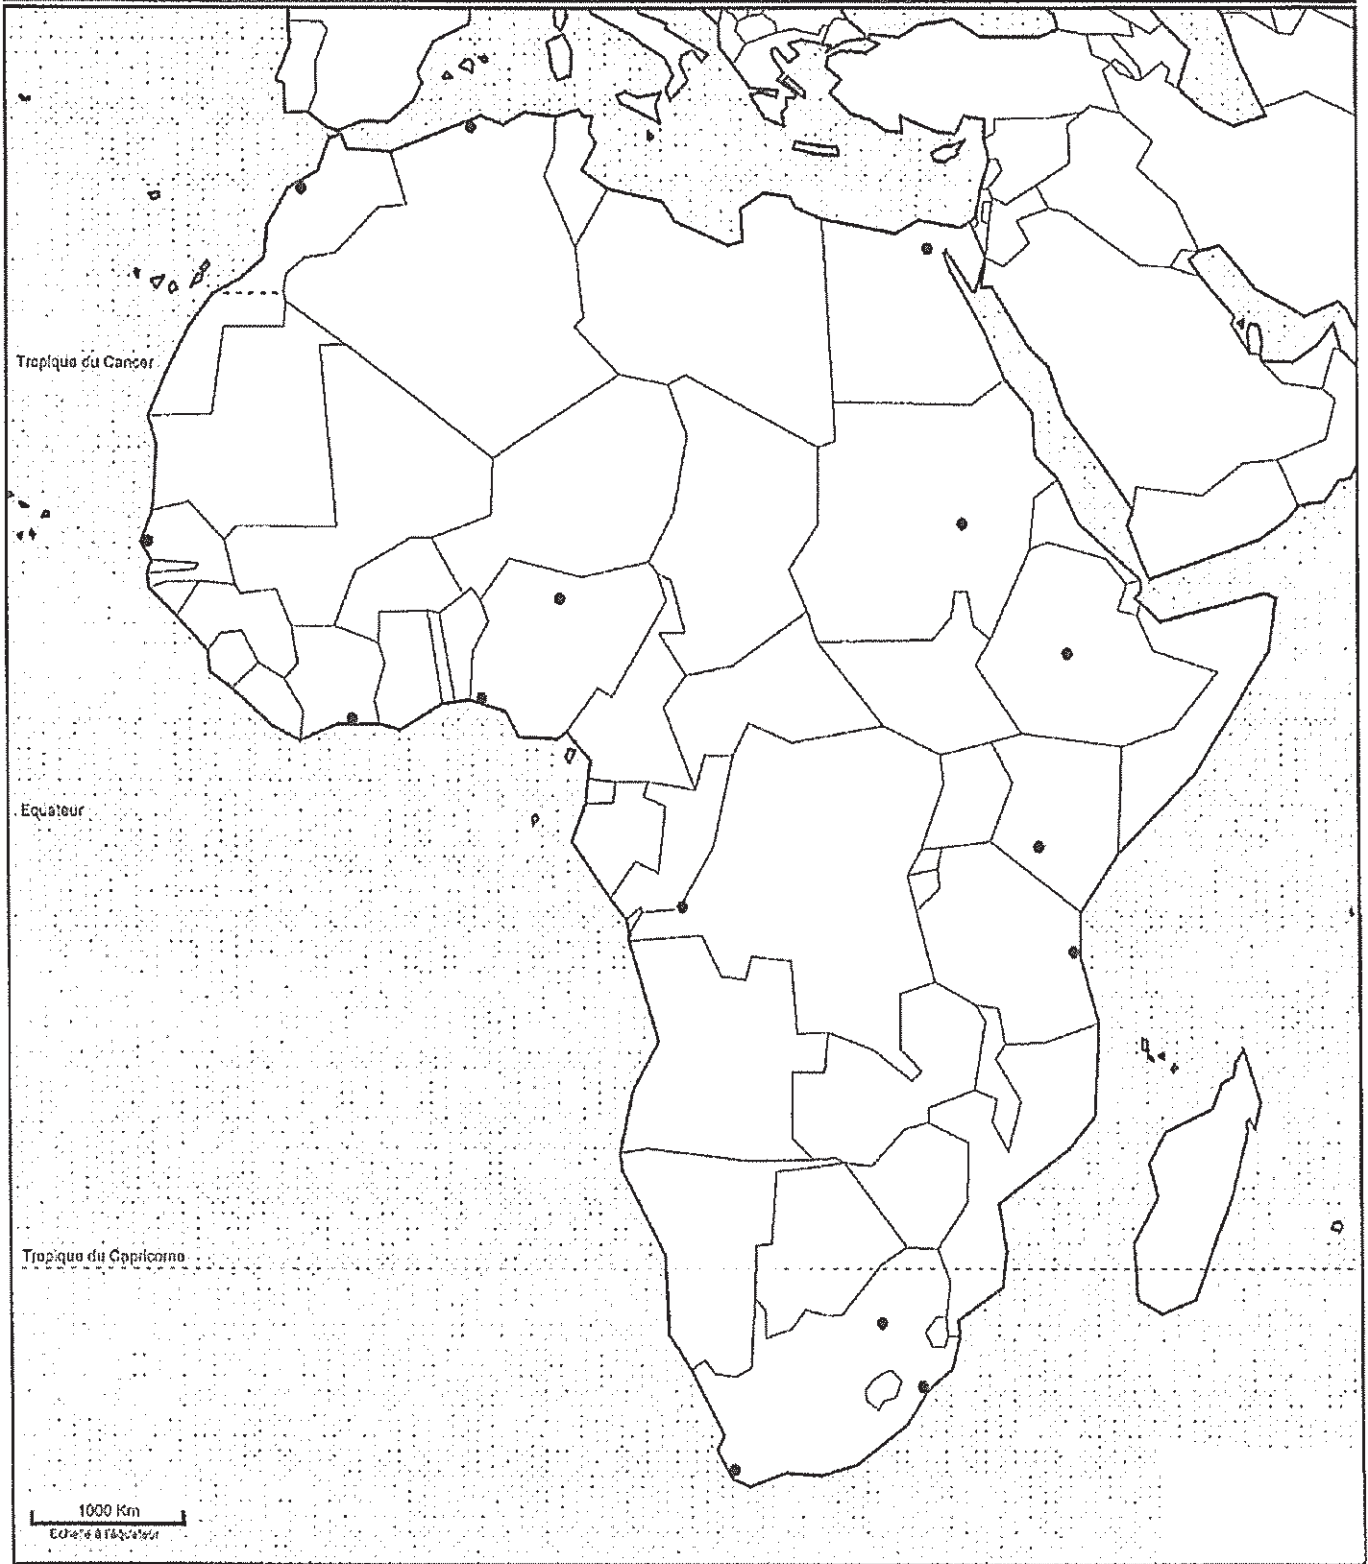 Tropique du Cancer
Equateur
Tropique du Capricorne
1000 Km
Echelle à l'équateur